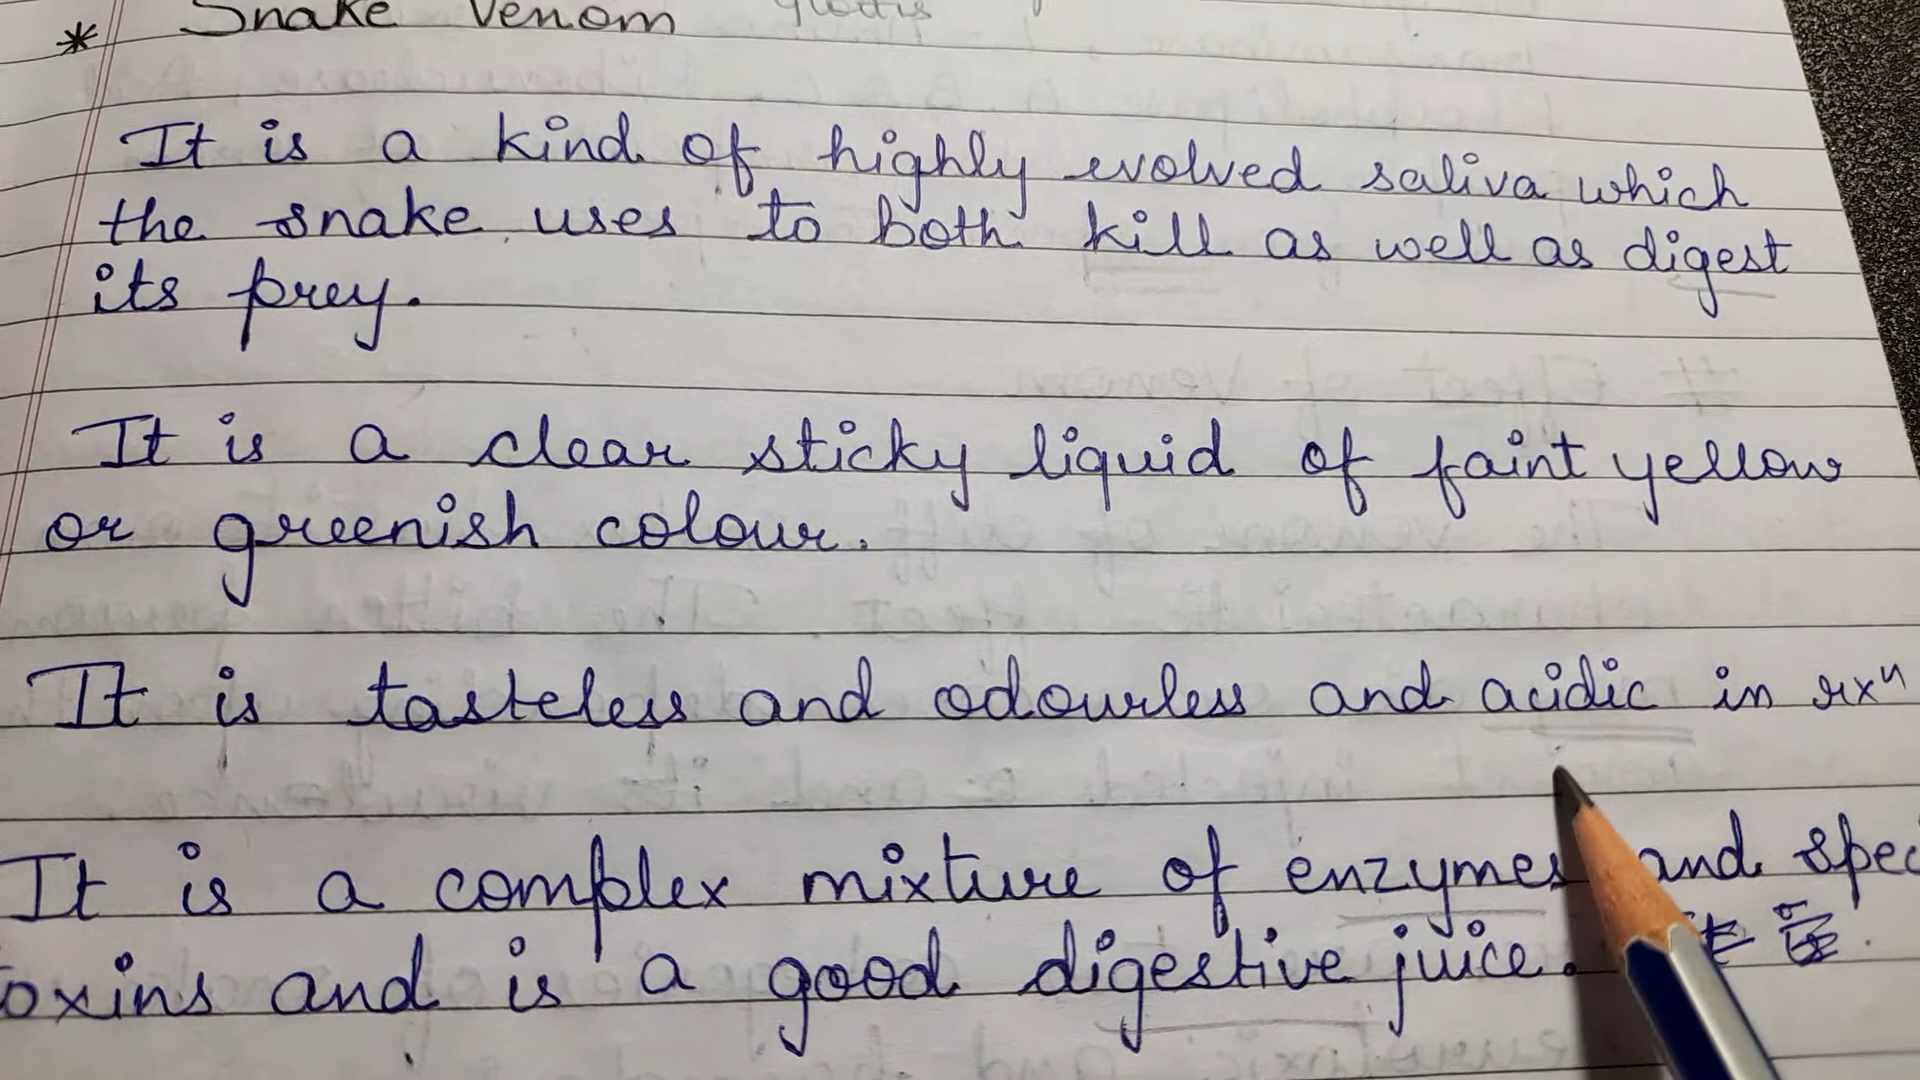 * Snake Venom glottis
It is a kind of highly evolved saliva which
the snake uses to both kill as well as digest
its prey.
It is a clear sticky liquid of faint yellow
or greenish colour.
It is tasteless and odourless and acidic in rxⁿ
It is a complex mixture of enzymes and spec
oxins and is a good digestive juice.